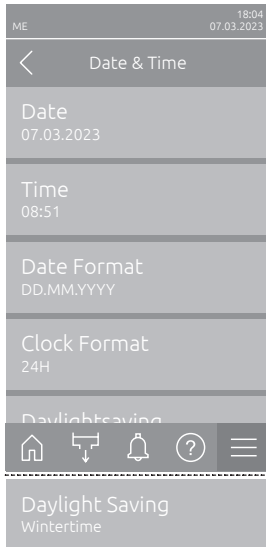 18:04
ME
07.03.2023
Date & Time
Date
07.03.2023
Time
08:51
Date Format
DD.MM.YYYY
Clock Format
24H
Daylightsaving
Daylight Saving
Wintertime